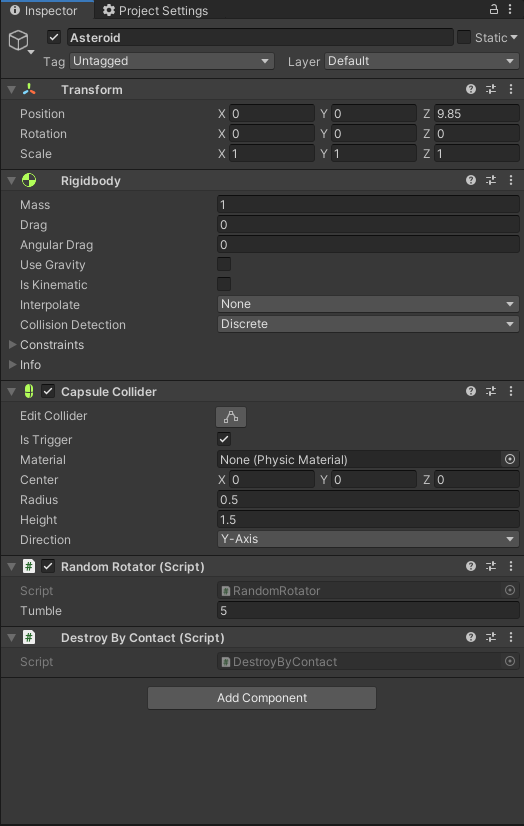 Inspector Project Settings
Asteroid Static
Tag Untagged Layer Default
Transform
Position X 0 Y 0 Z 9.85
Rotation X 0 Y 0 Z 0
Scale X 1 Y 1 Z 1
Rigidbody
Mass 1
Drag 0
Angular Drag 0
Use Gravity
Is Kinematic
Interpolate None
Collision Detection Discrete
Constraints
Info
Capsule Collider
Edit Collider
Is Trigger
Material None (Physic Material)
Center X 0 Y 0 Z 0
Radius 0.5
Height 1.5
Direction Y-Axis
# Random Rotator (Script)
Script # RandomRotator
Tumble 5
# Destroy By Contact (Script)
Script # DestroyByContact
Add Component